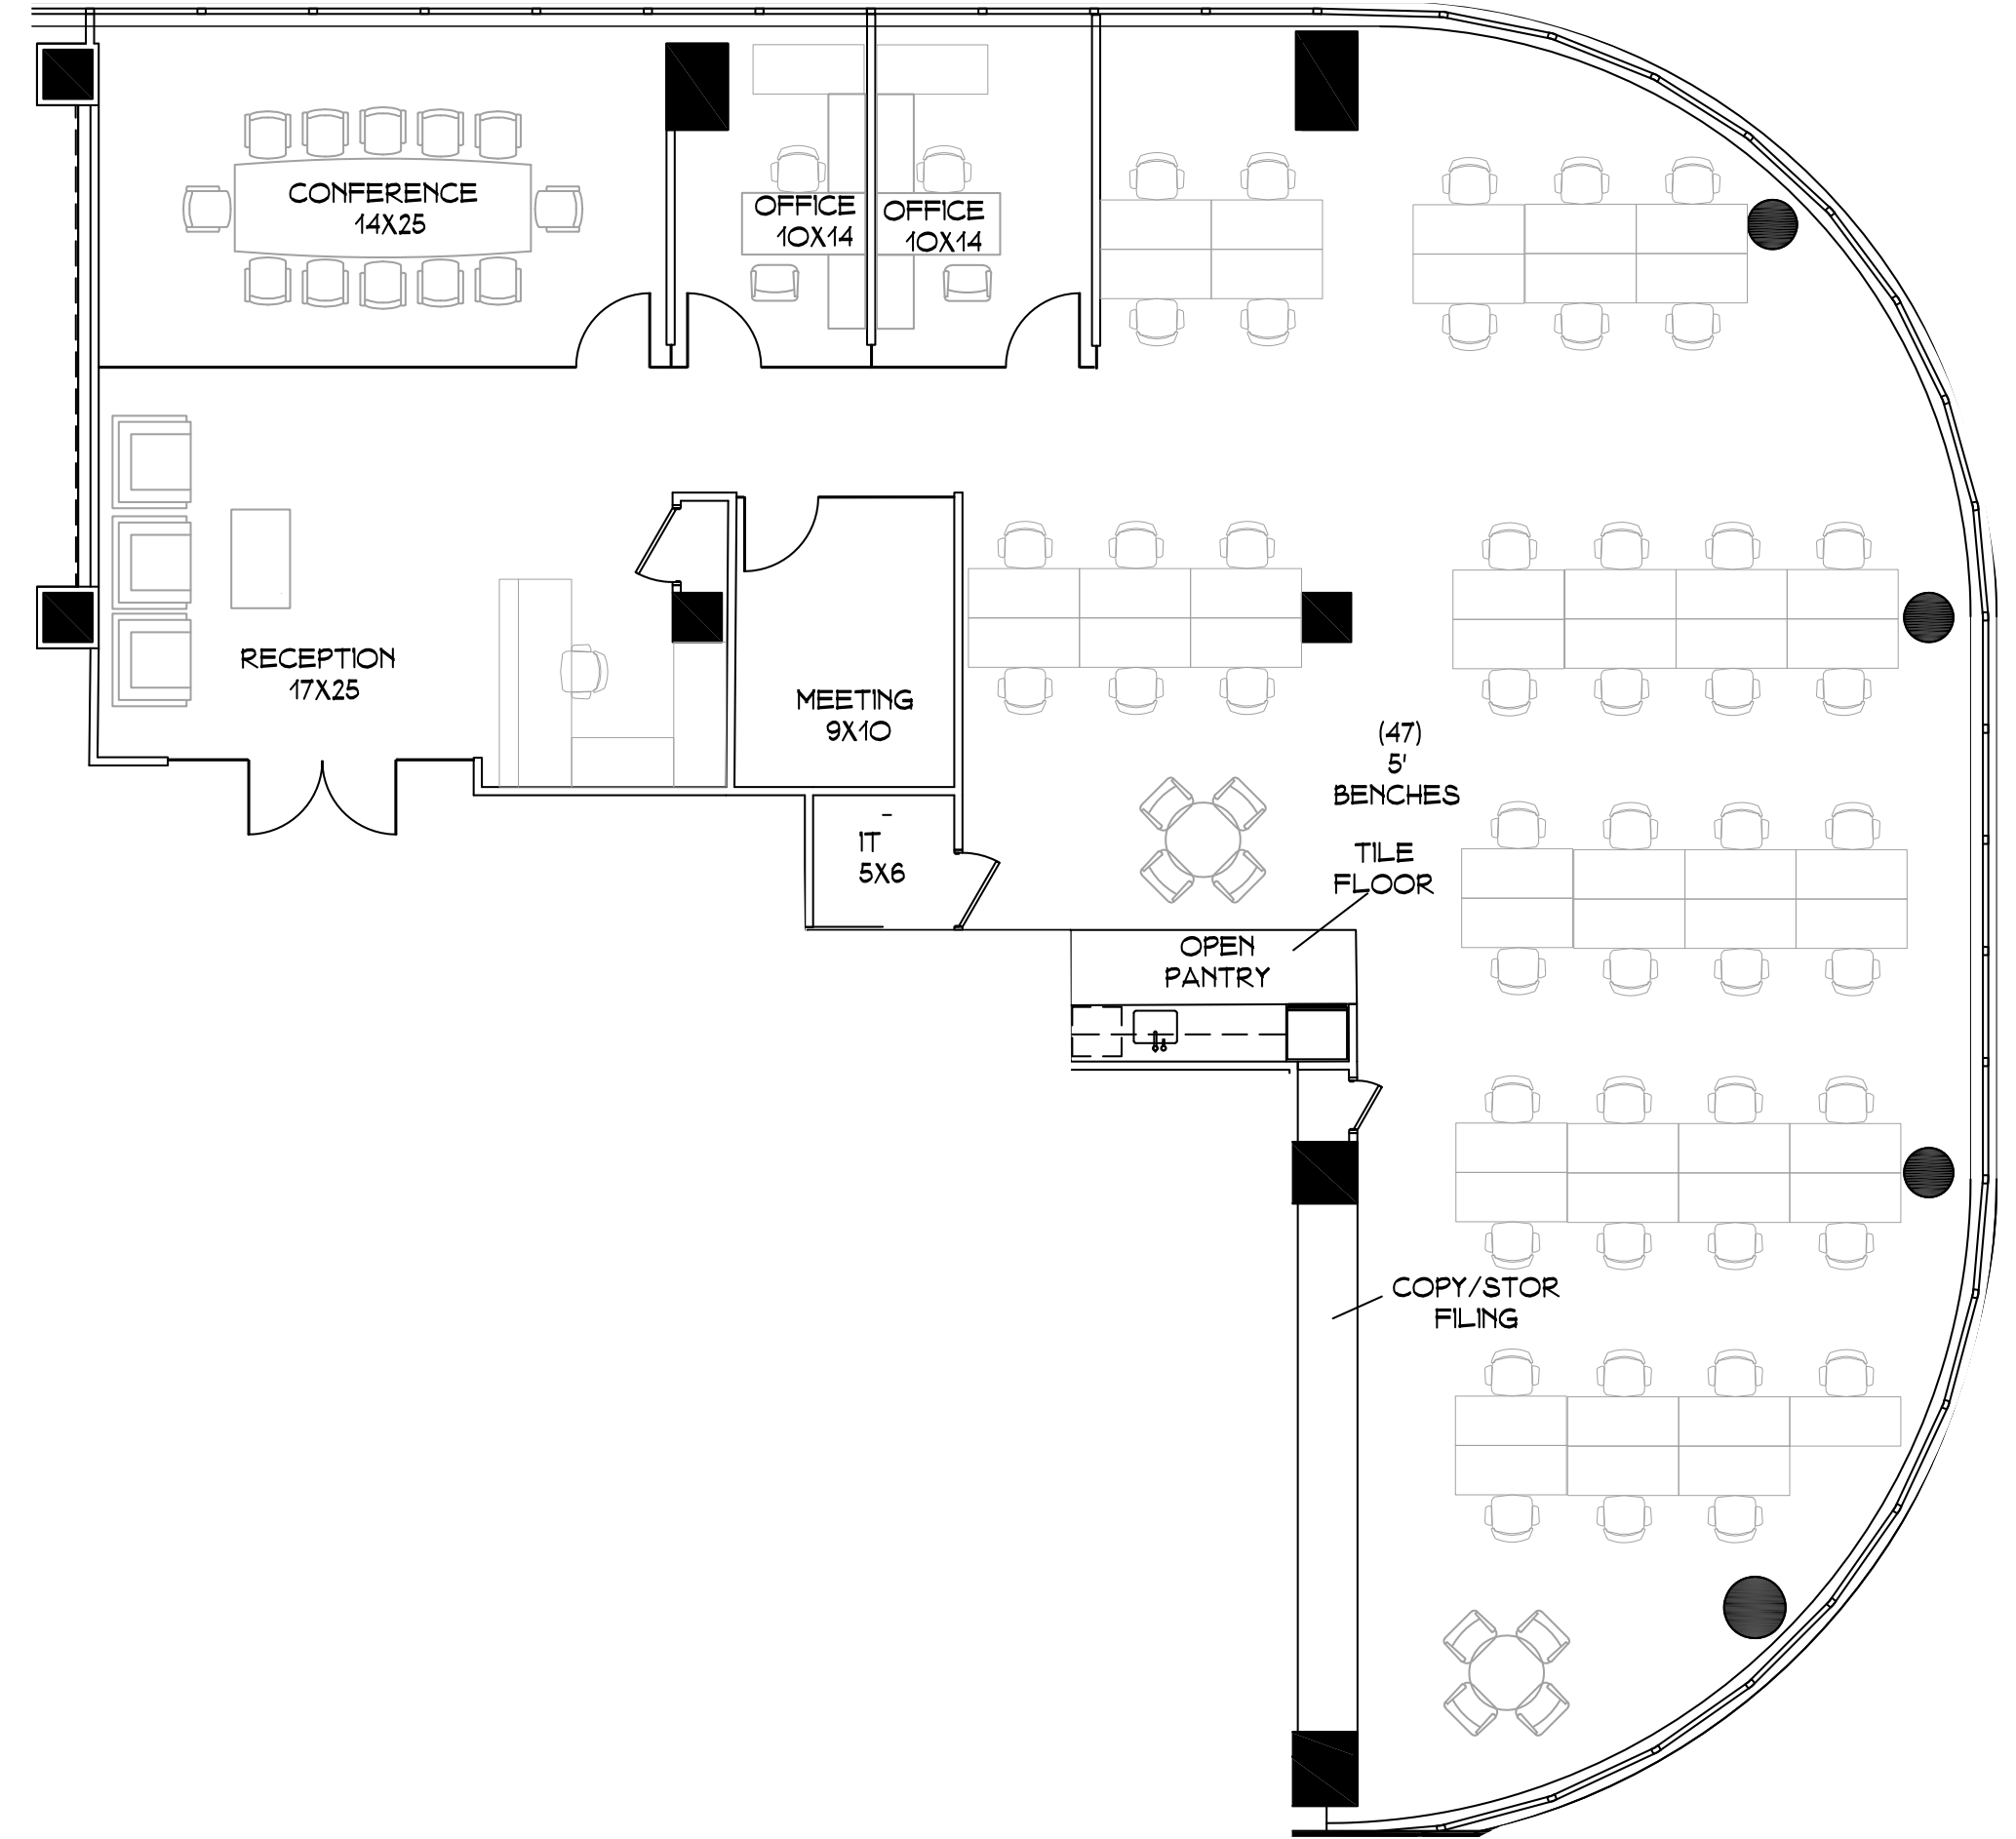 CONFERENCE
14X25
OFFICE
10X14
OFFICE
10X14
RECEPTION
17X25
MEETING
9X10
(47)
5'
BENCHES
IT
5X6
TILE
FLOOR
OPEN
PANTRY
COPY/STOR
FILING